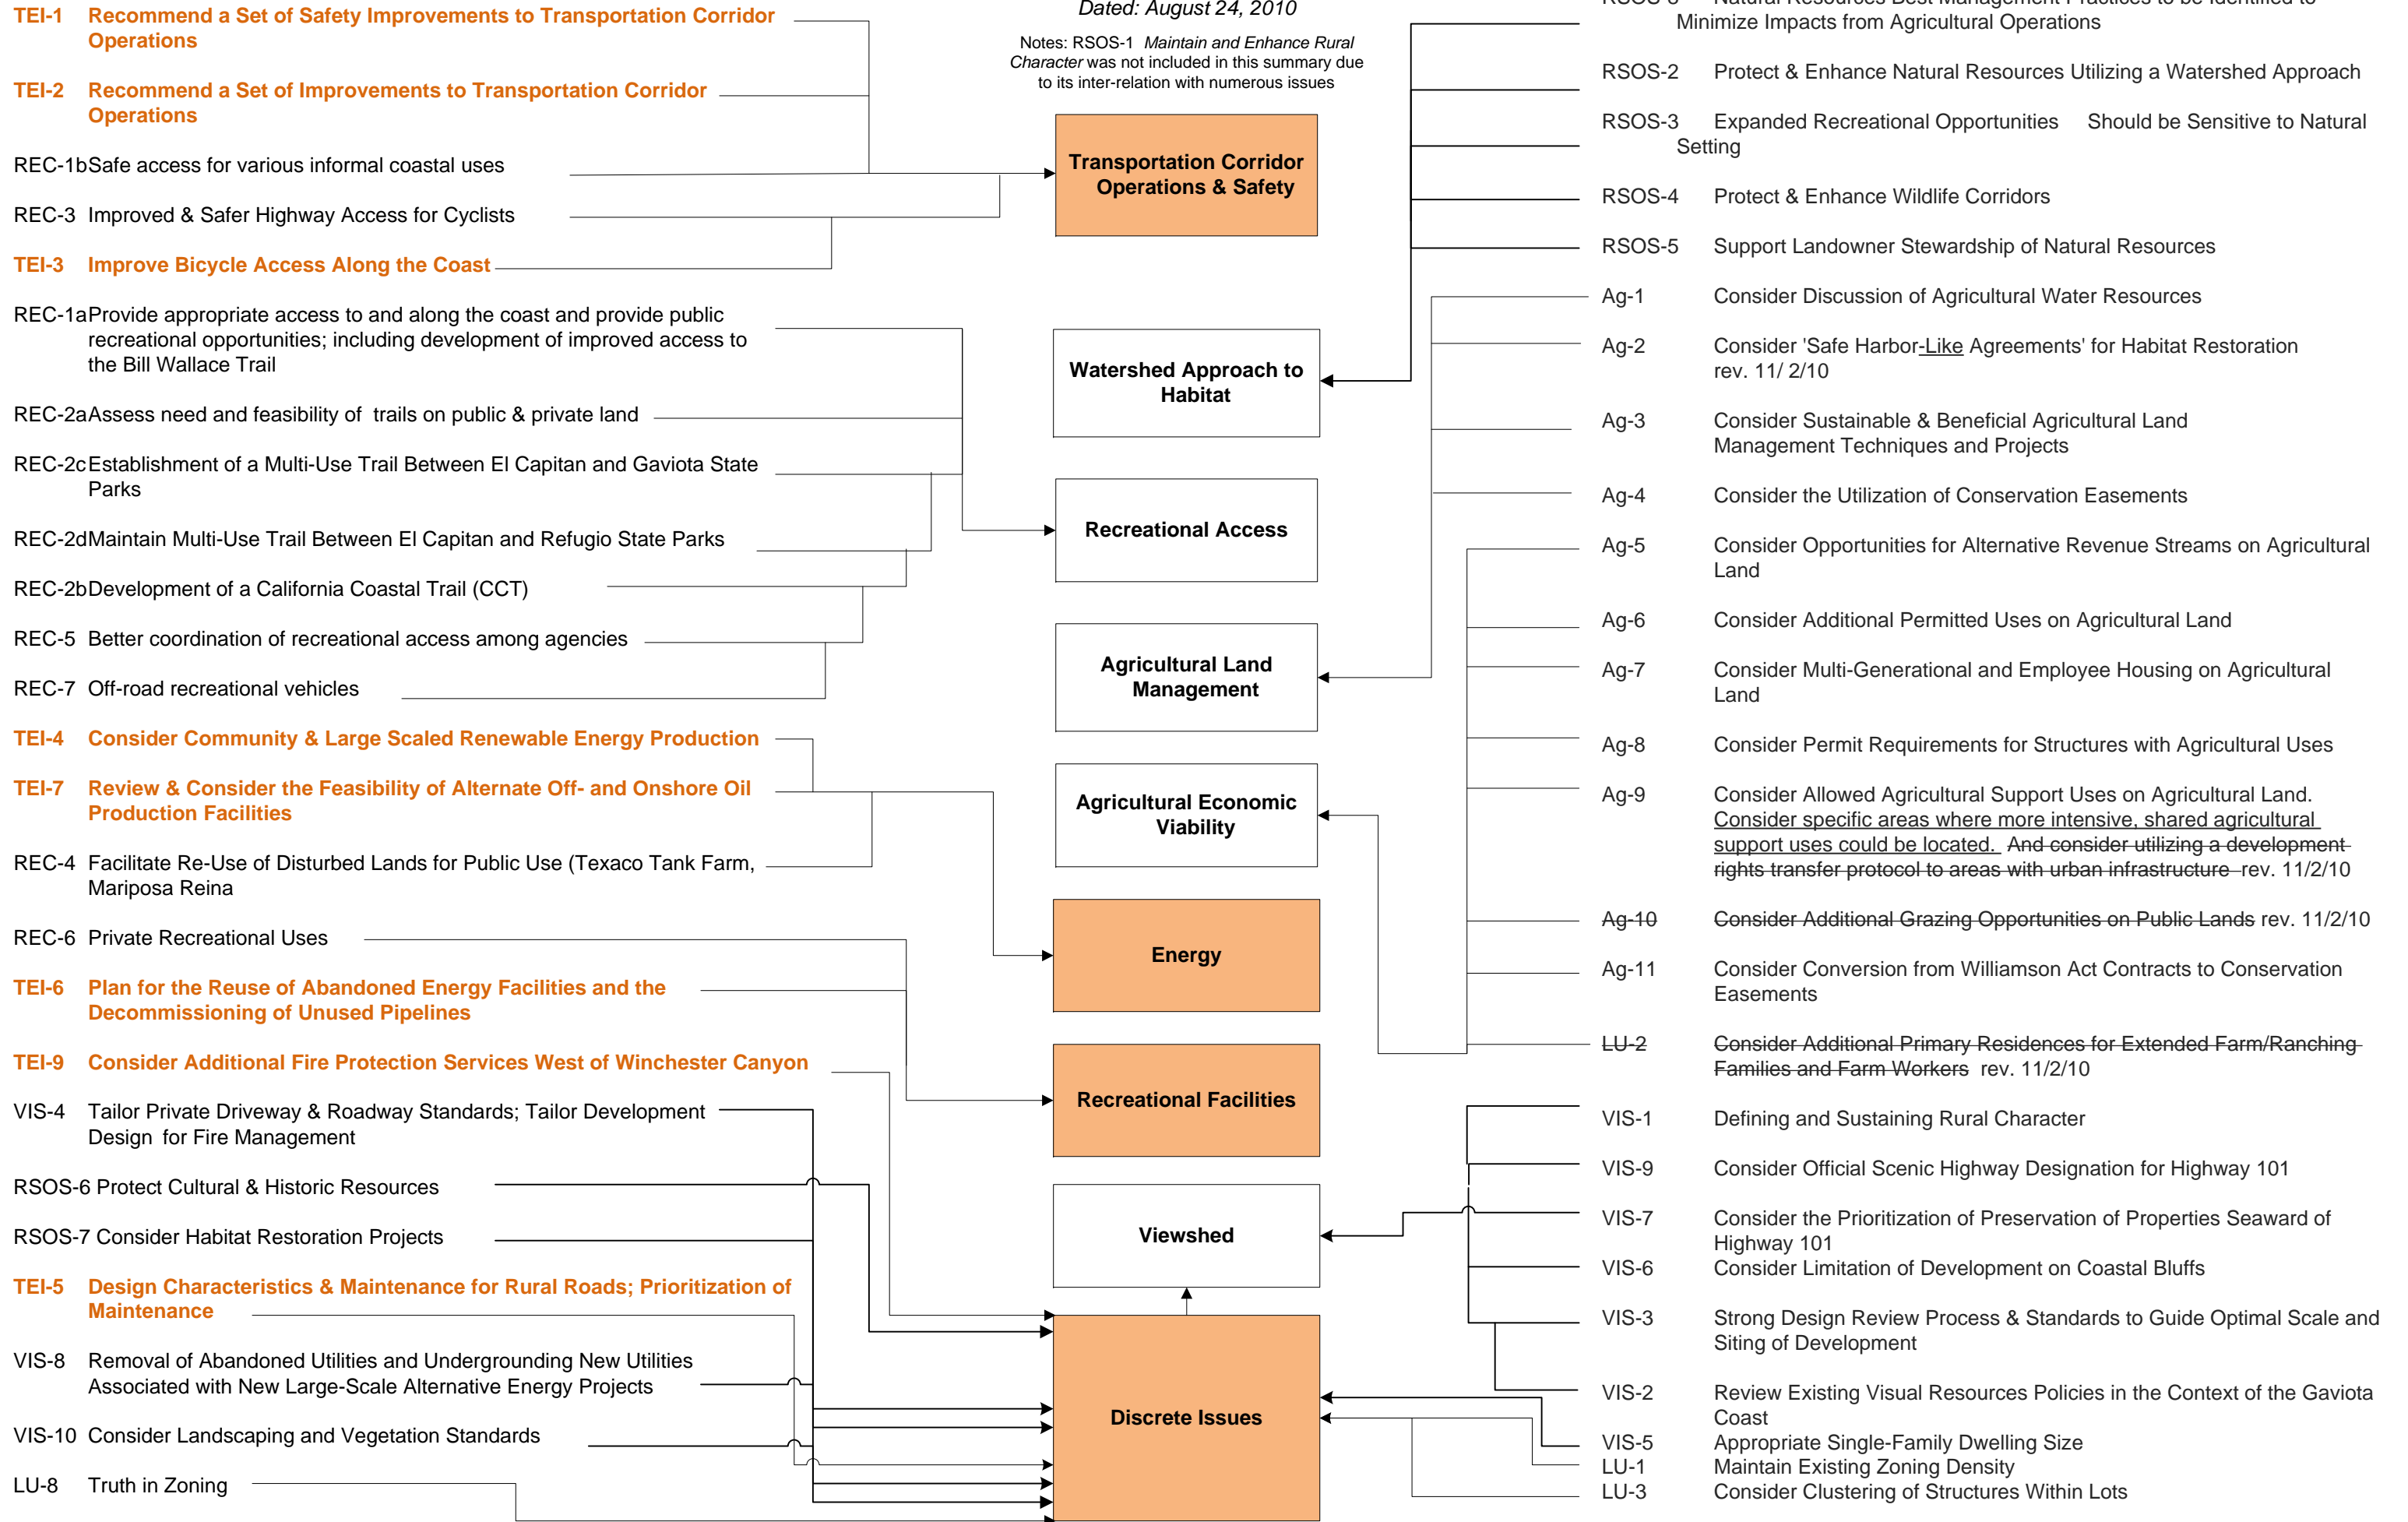 TEI-1 Recommend a Set of Safety Improvements to Transportation Corridor
Operations
TEI-2 Recommend a Set of Improvements to Transportation Corridor
Operations
REC-1bSafe access for various informal coastal uses
REC-3 Improved & Safer Highway Access for Cyclists
TEI-3 Improve Bicycle Access Along the Coast
REC-1aProvide appropriate access to and along the coast and provide public
recreational opportunities; including development of improved access to
the Bill Wallace Trail
REC-2aAssess need and feasibility of trails on public & private land
REC-2cEstablishment of a Multi-Use Trail Between El Capitan and Gaviota State
Parks
REC-2dMaintain Multi-Use Trail Between El Capitan and Refugio State Parks
REC-2bDevelopment of a California Coastal Trail (CCT)
REC-5 Better coordination of recreational access among agencies
REC-7 Off-road recreational vehicles
TEI-4 Consider Community & Large Scaled Renewable Energy Production
TEI-7 Review & Consider the Feasibility of Alternate Off- and Onshore Oil
Production Facilities
REC-4 Facilitate Re-Use of Disturbed Lands for Public Use (Texaco Tank Farm,
Mariposa Reina
REC-6 Private Recreational Uses
TEI-6 Plan for the Reuse of Abandoned Energy Facilities and the
Decommissioning of Unused Pipelines
TEI-9 Consider Additional Fire Protection Services West of Winchester Canyon
VIS-4 Tailor Private Driveway & Roadway Standards; Tailor Development
Design for Fire Management
RSOS-6 Protect Cultural & Historic Resources
RSOS-7 Consider Habitat Restoration Projects
TEI-5 Design Characteristics & Maintenance for Rural Roads; Prioritization of
Maintenance
VIS-8 Removal of Abandoned Utilities and Undergrounding New Utilities
Associated with New Large-Scale Alternative Energy Projects
VIS-10 Consider Landscaping and Vegetation Standards
LU-8 Truth in Zoning
Dated: August 24, 2010
Notes: RSOS-1 Maintain and Enhance Rural
Character was not included in this summary due
to its inter-relation with numerous issues
Transportation Corridor
Operations & Safety
Watershed Approach to
Habitat
Recreational Access
Agricultural Land
Management
Agricultural Economic
Viability
Energy
Recreational Facilities
Viewshed
Discrete Issues
Natural Resources Best Management Practices to be Identified to
Minimize Impacts from Agricultural Operations
RSOS-2 Protect & Enhance Natural Resources Utilizing a Watershed Approach
RSOS-3 Expanded Recreational Opportunities Should be Sensitive to Natural
Setting
RSOS-4 Protect & Enhance Wildlife Corridors
RSOS-5 Support Landowner Stewardship of Natural Resources
Ag-1 Consider Discussion of Agricultural Water Resources
Ag-2 Consider 'Safe Harbor-Like Agreements' for Habitat Restoration
rev. 11/ 2/10
Ag-3 Consider Sustainable & Beneficial Agricultural Land
Management Techniques and Projects
Ag-4 Consider the Utilization of Conservation Easements
Ag-5 Consider Opportunities for Alternative Revenue Streams on Agricultural
Land
Ag-6 Consider Additional Permitted Uses on Agricultural Land
Ag-7 Consider Multi-Generational and Employee Housing on Agricultural
Land
Ag-8 Consider Permit Requirements for Structures with Agricultural Uses
Ag-9 Consider Allowed Agricultural Support Uses on Agricultural Land.
Consider specific areas where more intensive, shared agricultural
support uses could be located. And consider utilizing a development
rights transfer protocol to areas with urban infrastructure rev. 11/2/10
Ag-10 Consider Additional Grazing Opportunities on Public Lands rev. 11/2/10
Ag-11 Consider Conversion from Williamson Act Contracts to Conservation
Easements
LU-2 Consider Additional Primary Residences for Extended Farm/Ranching
Families and Farm Workers rev. 11/2/10
VIS-1 Defining and Sustaining Rural Character
VIS-9 Consider Official Scenic Highway Designation for Highway 101
VIS-7 Consider the Prioritization of Preservation of Properties Seaward of
Highway 101
VIS-6 Consider Limitation of Development on Coastal Bluffs
VIS-3 Strong Design Review Process & Standards to Guide Optimal Scale and
Siting of Development
VIS-2 Review Existing Visual Resources Policies in the Context of the Gaviota
Coast
VIS-5 Appropriate Single-Family Dwelling Size
LU-1 Maintain Existing Zoning Density
LU-3 Consider Clustering of Structures Within Lots